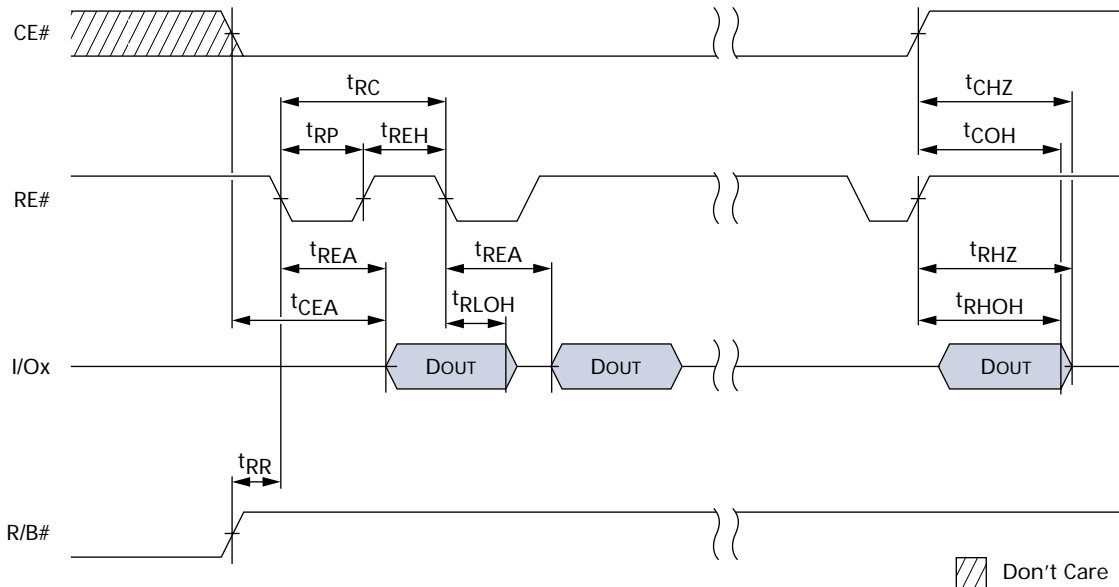 CE#
tRC
tCHZ
tRP
tREH
tCOH
RE#
tREA
tREA
tRHZ
tCEA
tRLOH
tRHOH
I/Ox
DOUT
DOUT
DOUT
tRR
R/B#
Don't Care